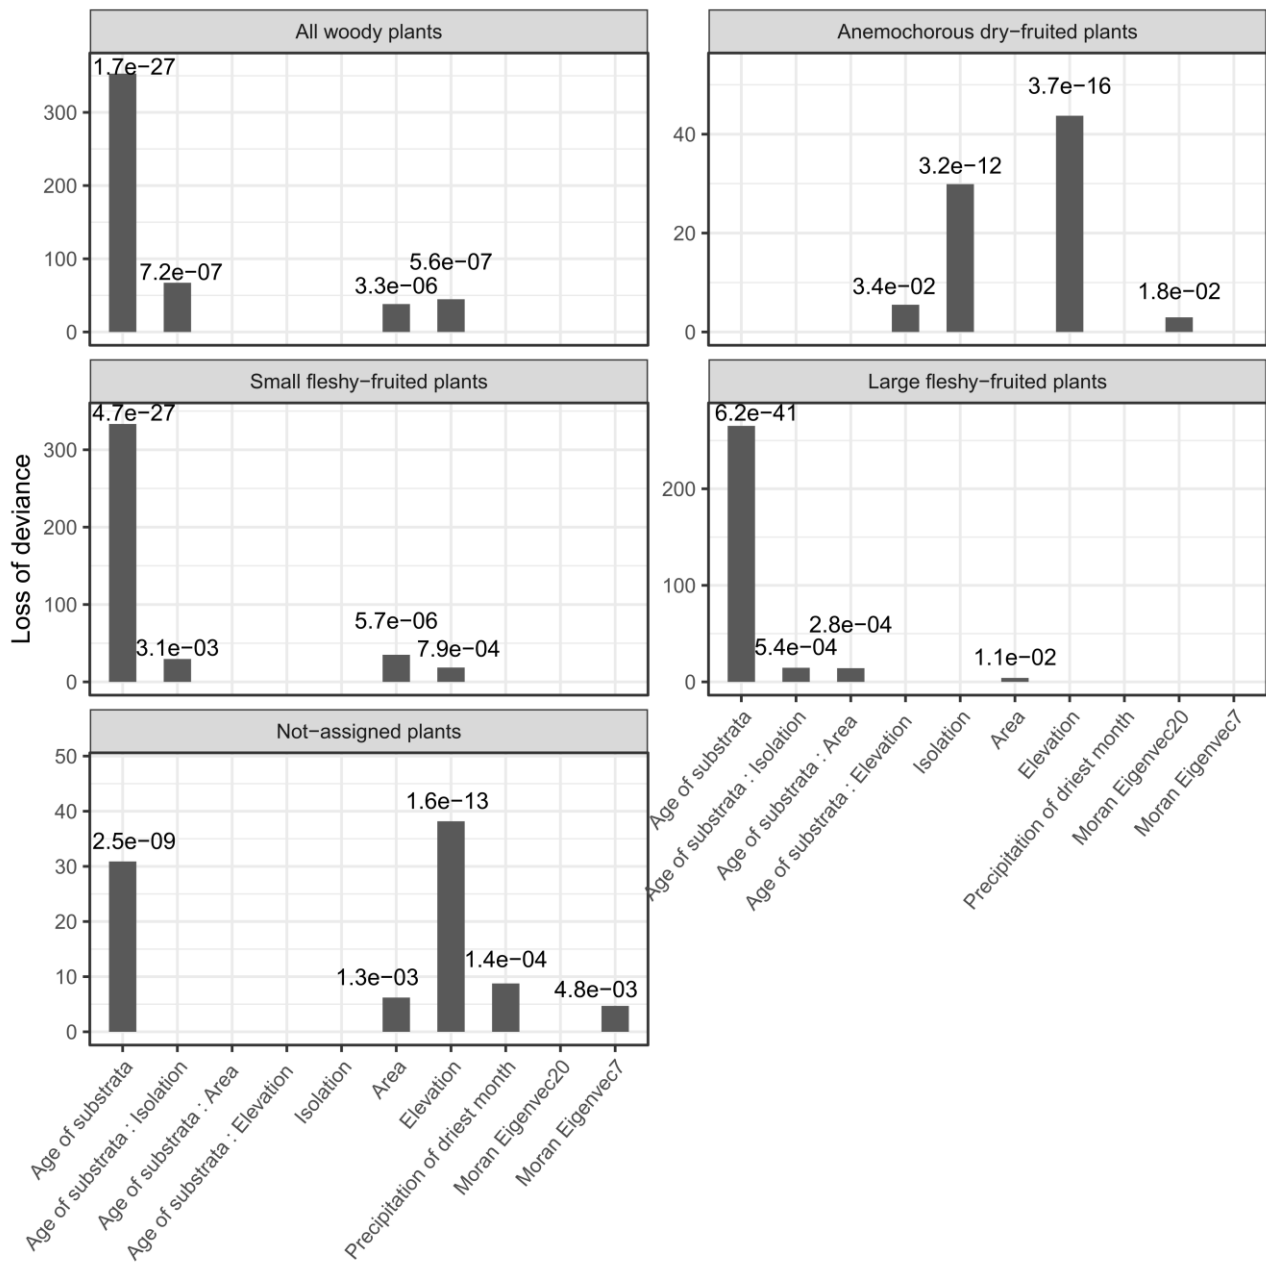 All woody plants
1.7e−27
7.2e−07
3.3e−06
5.6e−07
300
200
100
0
Anemochorous dry−fruited plants
3.4e−02
3.2e−12
3.7e−16
1.8e−02
40
20
0
Small fleshy−fruited plants
4.7e−27
3.1e−03
5.7e−06
7.9e−04
300
200
100
0
Large fleshy−fruited plants
6.2e−41
5.4e−04
2.8e−04
1.1e−02
200
100
0
Age of substrata
Age of substrata : Isolation
Age of substrata : Area
Age of substrata : Elevation
Isolation
Area
Elevation
Precipitation of driest month
Moran Eigenvec20
Moran Eigenvec7
Not−assigned plants
2.5e−09
1.3e−03
1.6e−13
1.4e−04
4.8e−03
50
40
30
20
10
0
Age of substrata
Age of substrata : Isolation
Age of substrata : Area
Age of substrata : Elevation
Isolation
Area
Elevation
Precipitation of driest month
Moran Eigenvec20
Moran Eigenvec7
Loss of deviance